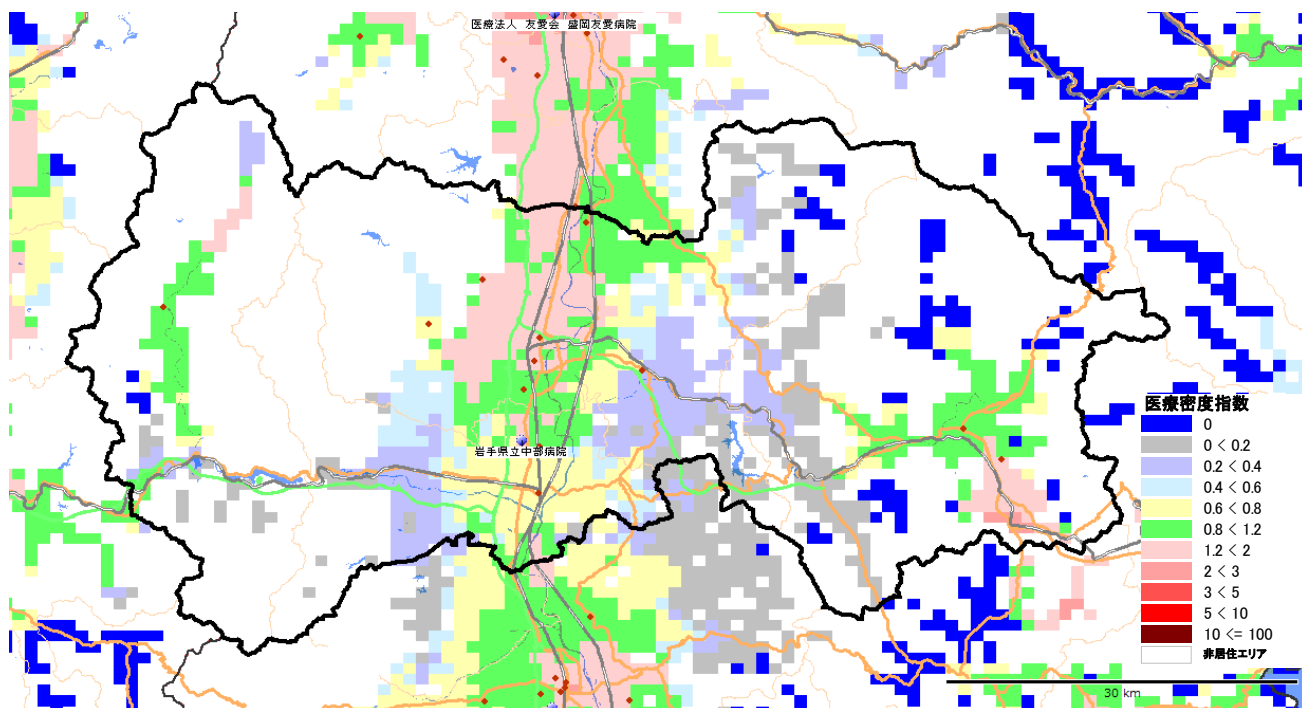 医療法人 友愛会 盛岡友愛病院
岩手県立中部病院
医療密度指数
0
0 < 0.2
0.2 < 0.4
0.4 < 0.6
0.6 < 0.8
0.8 < 1.2
1.2 < 2
2 < 3
3 < 5
5 < 10
10 <= 100
非居住エリア
30 km